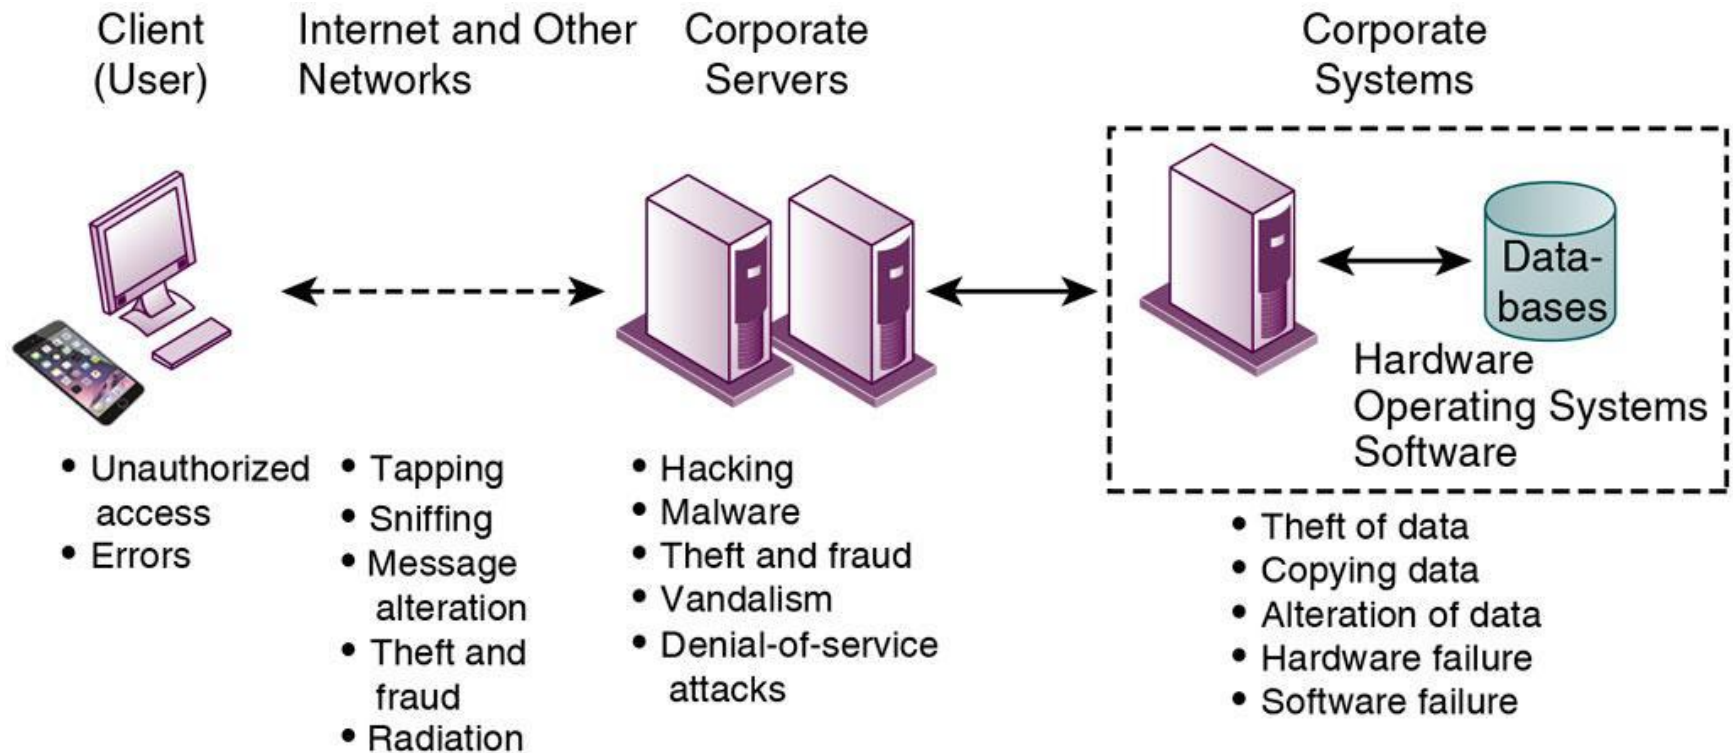 Client
(User)
Internet and Other
Networks
Corporate
Servers
Corporate
Systems
Data-
bases
Hardware
Operating Systems
Software
• Unauthorized
access
• Errors
• Tapping
• Sniffing
• Message
alteration
• Theft and
fraud
• Radiation
• Hacking
• Malware
• Theft and fraud
• Vandalism
• Denial-of-service
attacks
• Theft of data
• Copying data
• Alteration of data
• Hardware failure
• Software failure